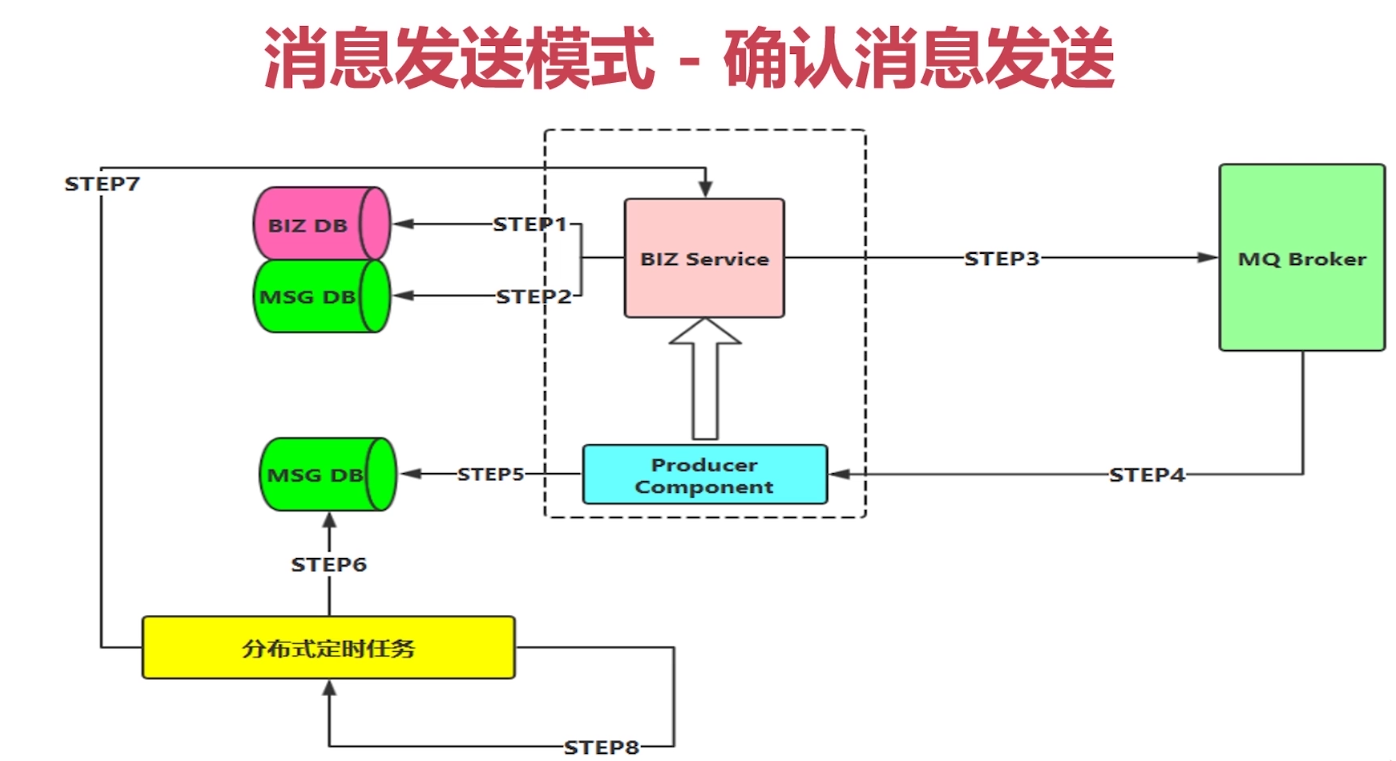 消息发送模式 - 确认消息发送
STEP7
BIZ DB
STEP1
BIZ Service
STEP3
MQ Broker
MSG DB
STEP2
MSG DB
STEP5
Producer
Component
STEP4
STEP6
分布式定时任务
STEP8